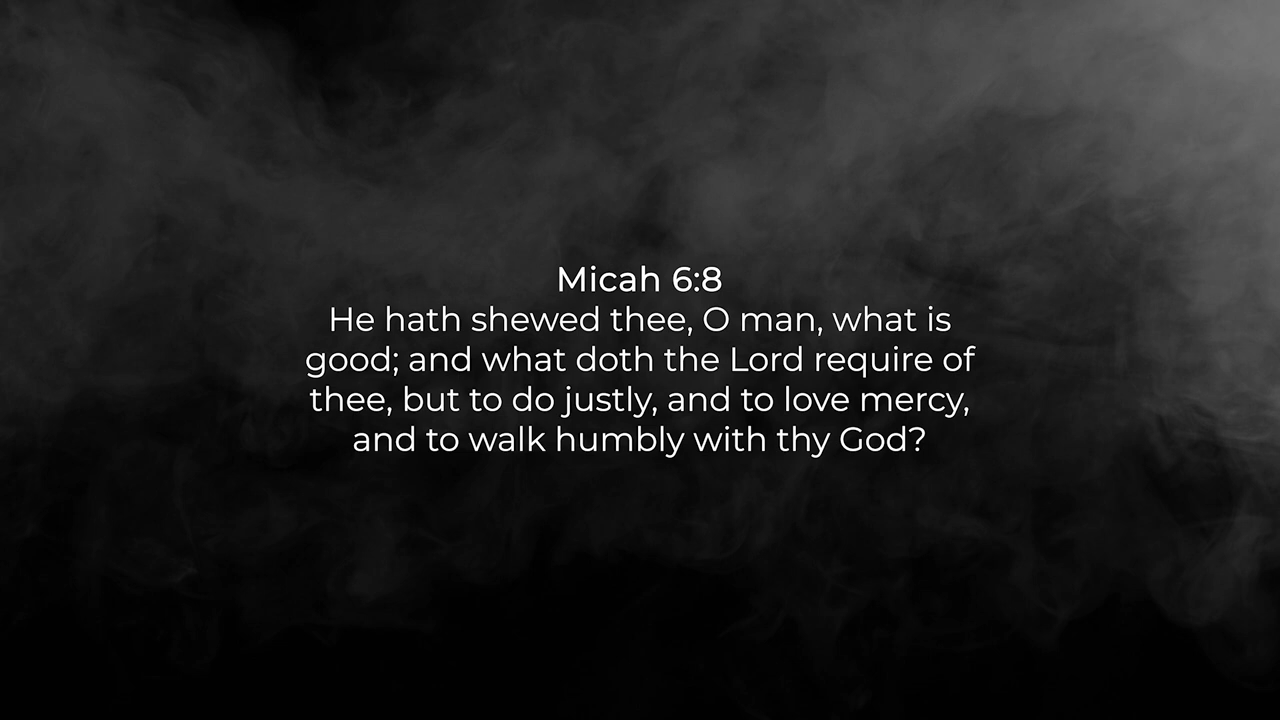 Micah 6:8
He hath shewed thee, O man, what is
good; and what doth the Lord require of
thee, but to do justly, and to love mercy,
and to walk humbly with thy God?